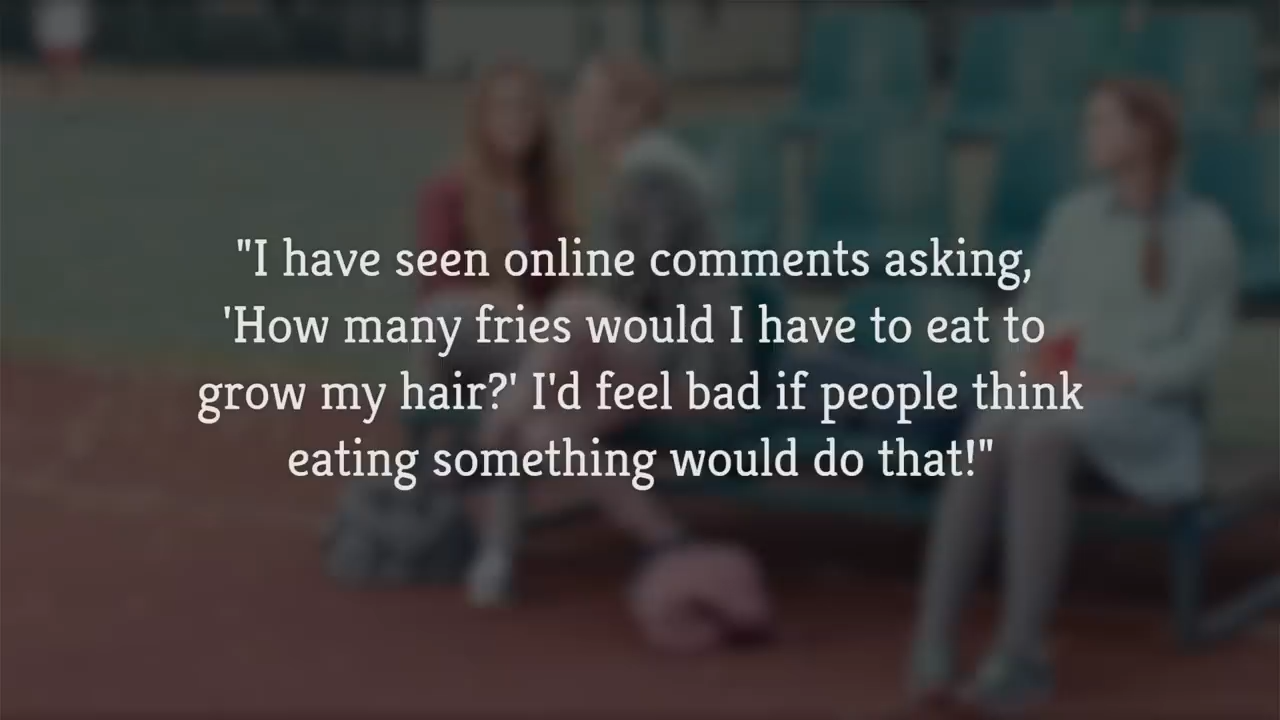 "I have seen online comments asking,
'How many fries would I have to eat to
grow my hair?' I'd feel bad if people think
eating something would do that!"